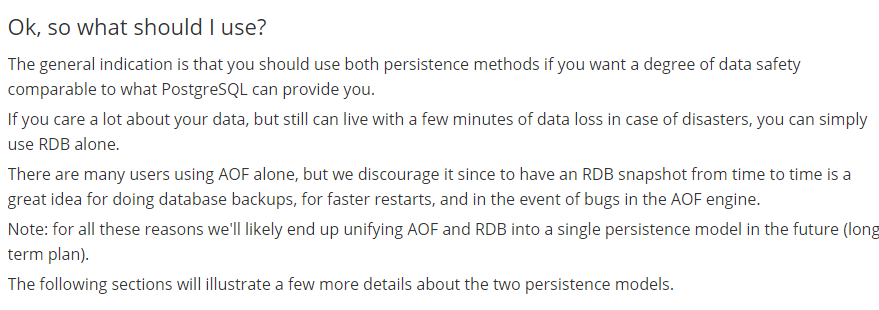 Ok, so what should I use?
The general indication is that you should use both persistence methods if you want a degree of data safety
comparable to what PostgreSQL can provide you.
If you care a lot about your data, but still can live with a few minutes of data loss in case of disasters, you can simply
use RDB alone.
There are many users using AOF alone, but we discourage it since to have an RDB snapshot from time to time is a
great idea for doing database backups, for faster restarts, and in the event of bugs in the AOF engine.
Note: for all these reasons we'll likely end up unifying AOF and RDB into a single persistence model in the future (long
term plan).
The following sections will illustrate a few more details about the two persistence models.